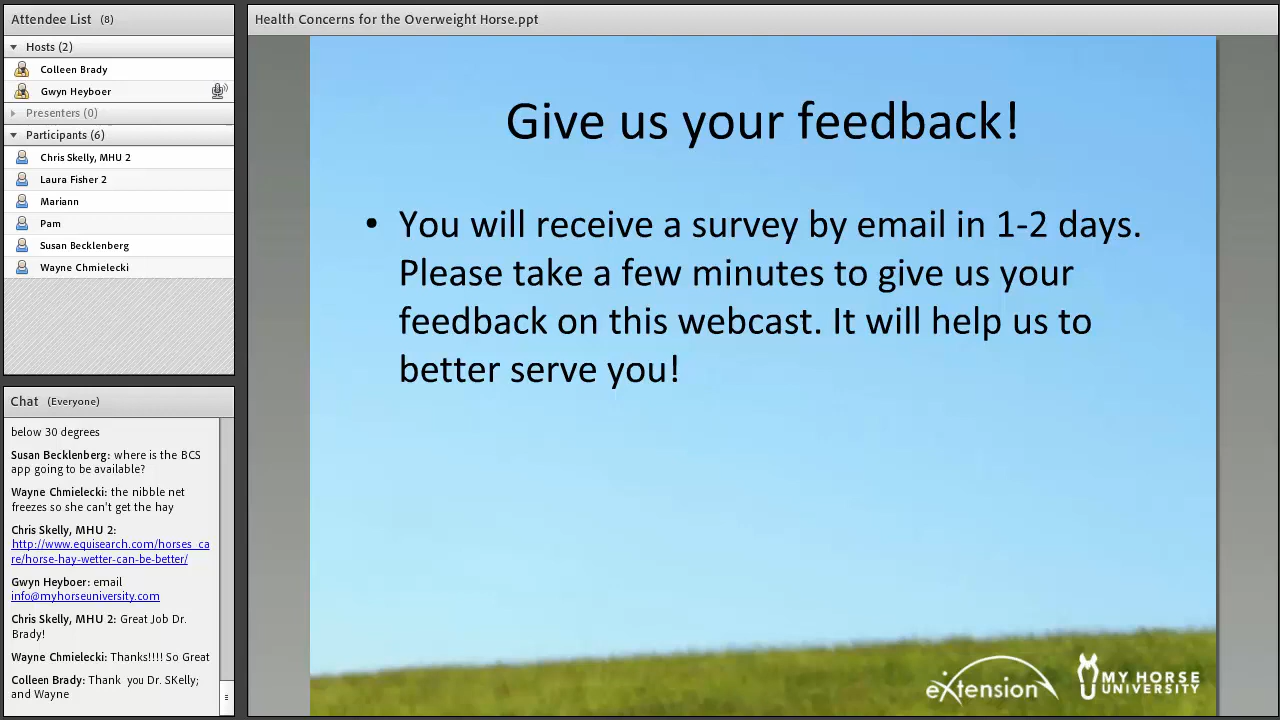 Attendee List (8)
Hosts (2)
Colleen Brady
Gwyn Heyboer
Presenters (0)
Participants (6)
Chris Skelly, MHU 2
Laura Fisher 2
Mariann
Pam
Susan Becklenberg
Wayne Chmielecki
Chat (Everyone)
below 30 degrees
Susan Becklenberg: where is the BCS
app going to be available?
Wayne Chmielecki: the nibble net
freezes so she can't get the hay
Chris Skelly, MHU 2:
http://www.equisearch.com/horses_ca
re/horse-hay-wetter-can-be-better/
Gwyn Heyboer: email
info@myhorseuniversity.com
Chris Skelly, MHU 2: Great Job Dr.
Brady!
Wayne Chmielecki: Thanks!!!! So Great
Colleen Brady: Thank you Dr. SKelly;
and Wayne
Health Concerns for the Overweight Horse.ppt
Give us your feedback!
• You will receive a survey by email in 1-2 days.
Please take a few minutes to give us your
feedback on this webcast. It will help us to
better serve you!
eXtension
MY HORSE
UNIVERSITY